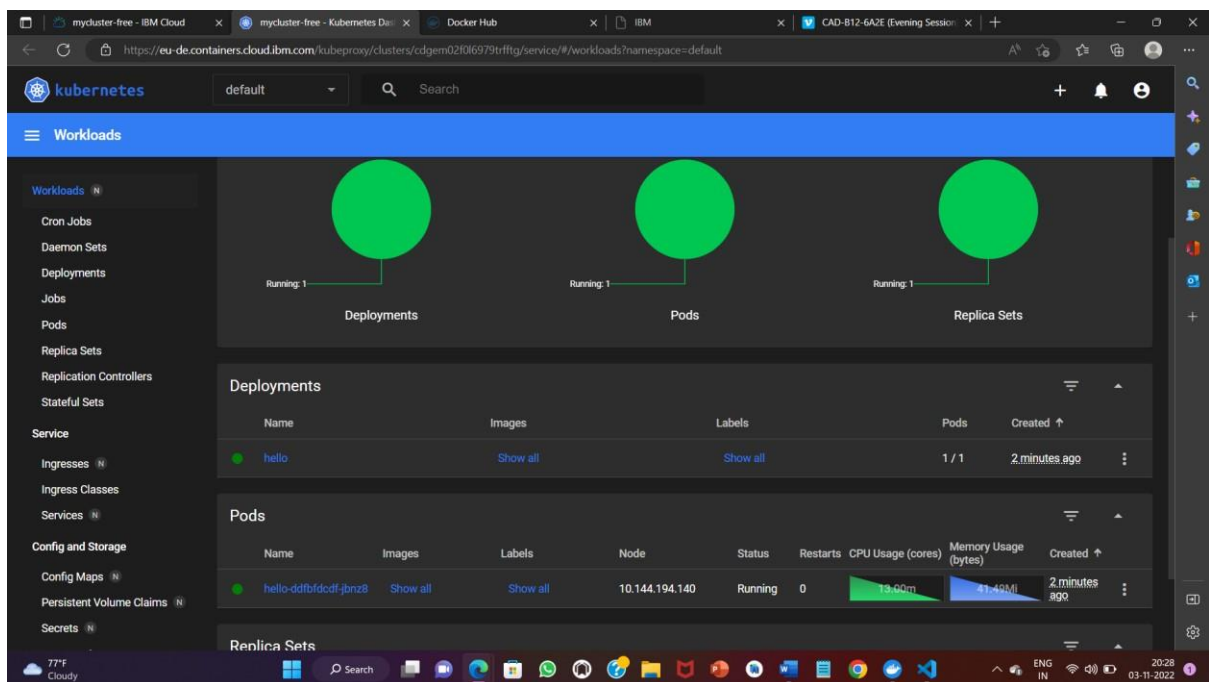 mycluster-free - IBM Cloud
mycluster-free - Kubernetes Das
Docker Hub
IBM
CAD-B12-6A2E (Evening Session
https://eu-de.containers.cloud.ibm.com/kubeproxy/clusters/cdgem02f0l6979trfftg/service/#/workloads?namespace=default
kubernetes
default
Search
Workloads
Workloads N
Cron Jobs
Daemon Sets
Deployments
Jobs
Pods
Replica Sets
Replication Controllers
Stateful Sets
Service
Ingresses N
Ingress Classes
Services N
Config and Storage
Config Maps N
Persistent Volume Claims N
Secrets N
Running: 1 Running: 1 Running: 1
Deployments Pods Replica Sets
Deployments
Name Images Labels Pods Created
hello Show all Show all 1 / 1 2 minutes ago
Pods
Name Images Labels Node Status Restarts CPU Usage (cores) Memory Usage (bytes) Created
hello-ddfbfdcdf-jbnz8 Show all Show all 10.144.194.140 Running 0 13.00m 41.49Mi 2 minutes ago
Replica Sets
77°F
Cloudy
Search
ENG
IN
20:28
03-11-2022
1